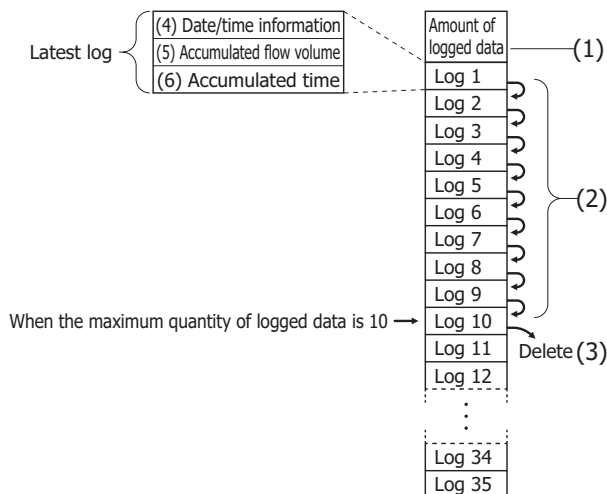 Latest log
(4) Date/time information
(5) Accumulated flow volume
(6) Accumulated time
Amount of
logged data
(1)
Log 1
Log 2
Log 3
Log 4
Log 5
Log 6
(2)
Log 7
Log 8
Log 9
When the maximum quantity of logged data is 10
Log 10
Log 11
Delete (3)
Log 12
Log 34
Log 35